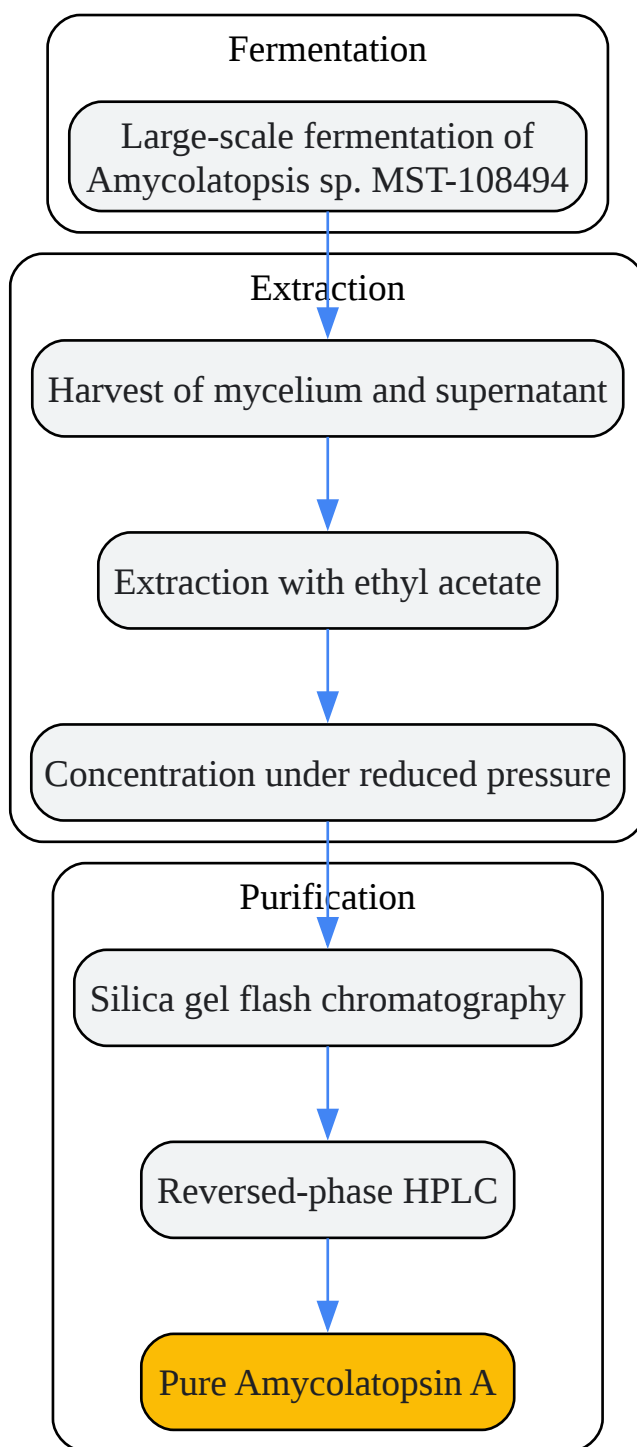 Fermentation
Large-scale fermentation of
Amycolatopsis sp. MST-108494
Extraction
Harvest of mycelium and supernatant
Extraction with ethyl acetate
Concentration under reduced pressure
Purification
Silica gel flash chromatography
Reversed-phase HPLC
Pure Amycolatopsin A